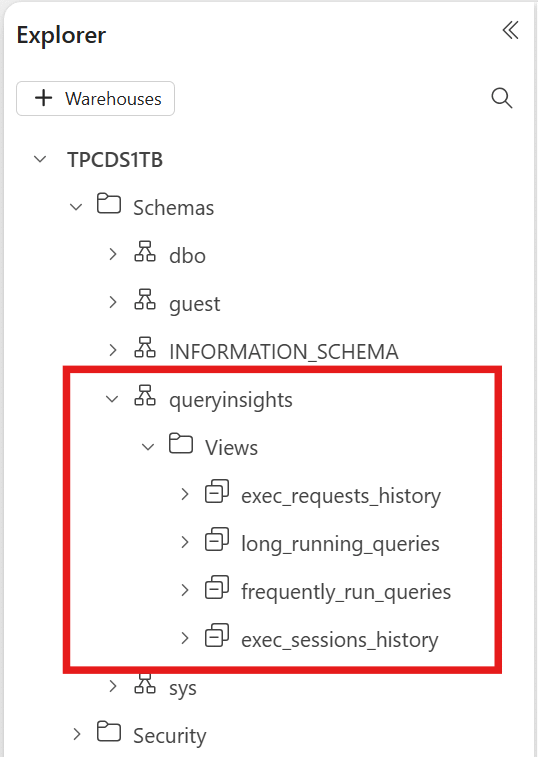 Explorer
Warehouses
TPCDS1TB
Schemas
dbo
guest
INFORMATION_SCHEMA
queryinsights
Views
exec_requests_history
long_running_queries
frequently_run_queries
exec_sessions_history
sys
Security